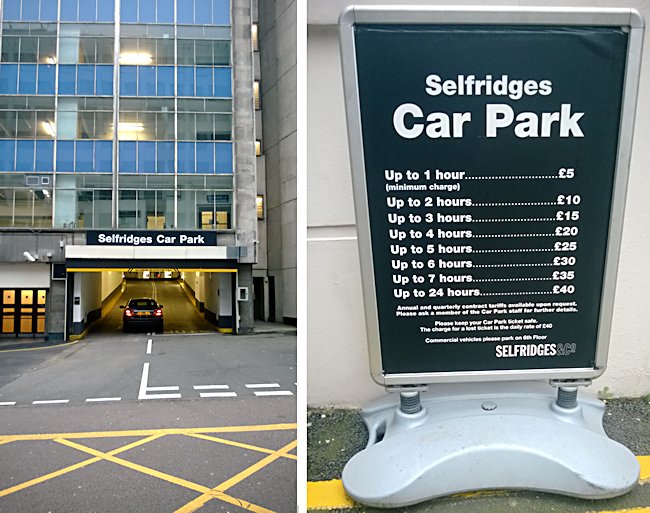 Selfridges Car Park
Selfridges
Car Park
Up to 1 hour........................£5
(minimum charge)
Up to 2 hours......................£10
Up to 3 hours......................£15
Up to 4 hours......................£20
Up to 5 hours......................£25
Up to 6 hours......................£30
Up to 7 hours......................£35
Up to 24 hours....................£40
Annual and quarterly contract tariffs available upon request.
Please ask a member of the Car Park staff for further details.
Please keep your Car Park ticket safe.
The charge for a lost ticket is the daily rate of £40
Commercial vehicles please park on 6th Floor
SELFRIDGES&Co